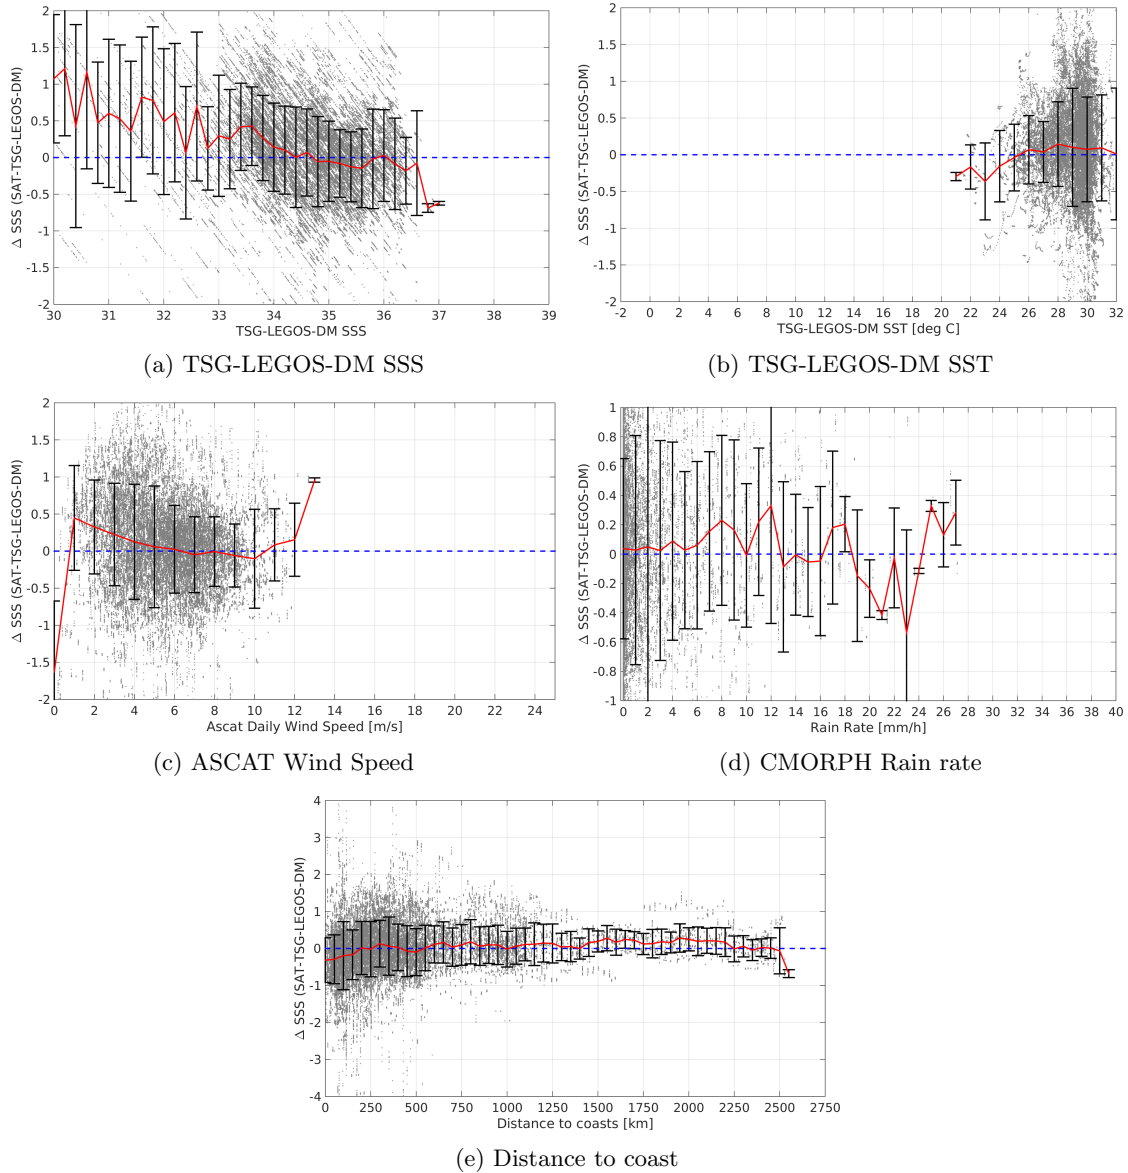 2
1.5
1
0.5
0
-0.5
-1
-1.5
-2
Δ SSS (SAT-TSG-LEGOS-DM)
30 31 32 33 34 35 36 37 38 39
TSG-LEGOS-DM SSS
(a) TSG-LEGOS-DM SSS
2
1.5
1
0.5
0
-0.5
-1
-1.5
-2
Δ SSS (SAT-TSG-LEGOS-DM)
-2 0 2 4 6 8 10 12 14 16 18 20 22 24 26 28 30 32
TSG-LEGOS-DM SST [deg C]
(b) TSG-LEGOS-DM SST
2
1.5
1
0.5
0
-0.5
-1
-1.5
-2
Δ SSS (SAT-TSG-LEGOS-DM)
0 2 4 6 8 10 12 14 16 18 20 22 24
Ascat Daily Wind Speed [m/s]
(c) ASCAT Wind Speed
1
0.8
0.6
0.4
0.2
0
-0.2
-0.4
-0.6
-0.8
-1
Δ SSS (SAT-TSG-LEGOS-DM)
0 2 4 6 8 10 12 14 16 18 20 22 24 26 28 30 32 34 36 38 40
Rain Rate [mm/h]
(d) CMORPH Rain rate
4
3
2
1
0
-1
-2
-3
-4
Δ SSS (SAT-TSG-LEGOS-DM)
0 250 500 750 1000 1250 1500 1750 2000 2250 2500 2750
Distance to coasts [km]
(e) Distance to coast